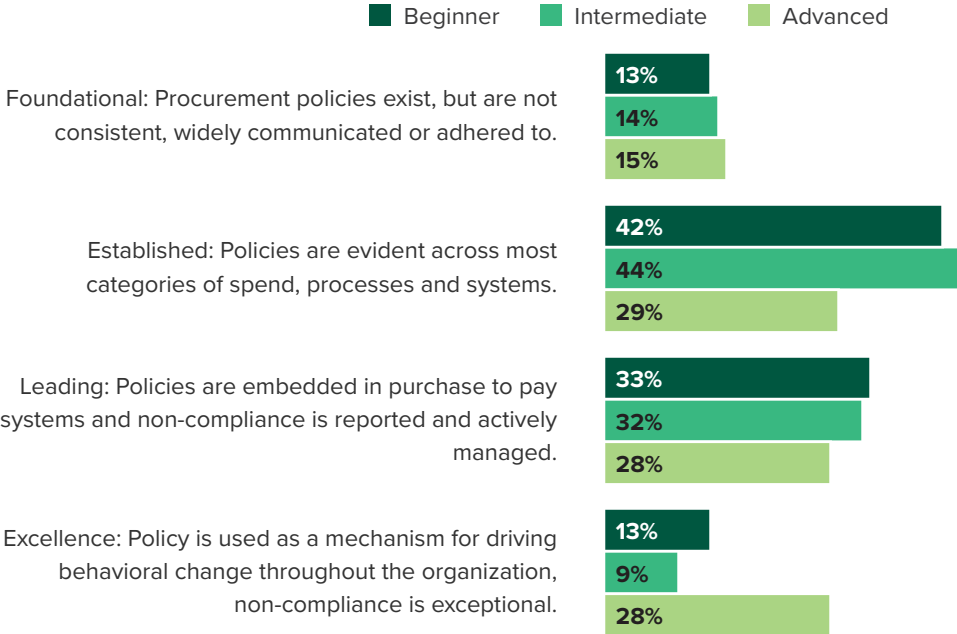 Beginner Intermediate Advanced
Foundational: Procurement policies exist, but are not
consistent, widely communicated or adhered to.
13%
14%
15%
Established: Policies are evident across most
categories of spend, processes and systems.
42%
44%
29%
Leading: Policies are embedded in purchase to pay
systems and non-compliance is reported and actively
managed.
33%
32%
28%
Excellence: Policy is used as a mechanism for driving
behavioral change throughout the organization,
non-compliance is exceptional.
13%
9%
28%